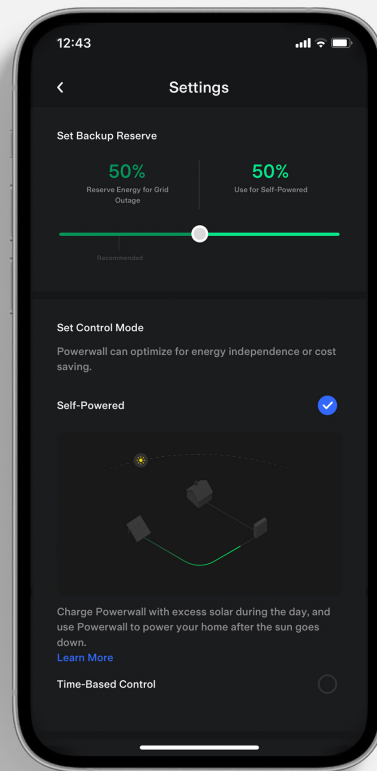 12:43
Settings
Set Backup Reserve
50%
Reserve Energy for Grid
Outage
50%
Use for Self-Powered
Recommended
Set Control Mode
Powerwall can optimize for energy independence or cost
saving.
Self-Powered
Charge Powerwall with excess solar during the day, and
use Powerwall to power your home after the sun goes
down.
Learn More
Time-Based Control